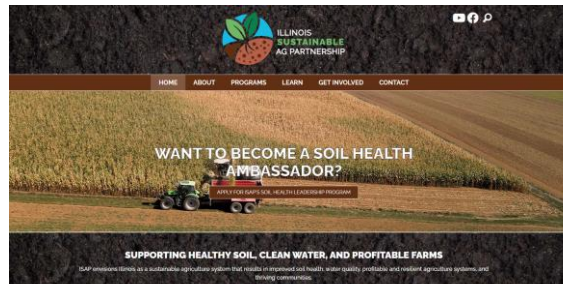 ILLINOIS
SUSTAINABLE
AG PARTNERSHIP
HOME ABOUT PROGRAMS LEARN GET INVOLVED CONTACT
WANT TO BECOME A SOIL HEALTH
AMBASSADOR?
APPLY FOR ISAP'S SOIL HEALTH LEADERSHIP PROGRAM
SUPPORTING HEALTHY SOIL, CLEAN WATER, AND PROFITABLE FARMS
ISAP envisions Illinois as a sustainable agriculture system that results in improved soil health, water quality, profitable and resilient agriculture systems, and
thriving communities.